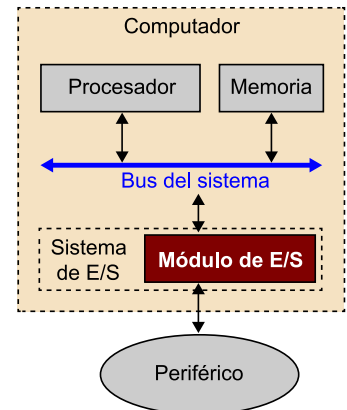 Computador
Procesador
Memoria
Bus del sistema
Sistema
de E/S
Módulo de E/S
Periférico